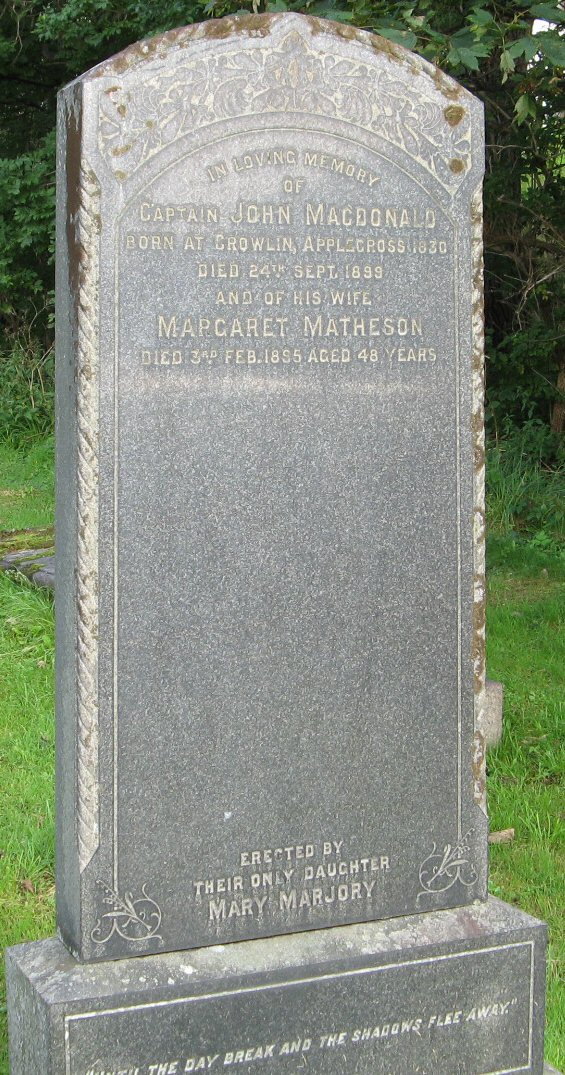 IN LOVING MEMORY
OF
CAPTAIN JOHN MACDONALD
BORN AT CROWLIN, APPLECROSS 1830
DIED 24TH SEPT. 1899
AND OF HIS WIFE
MARGARET MATHESON
DIED 3RD FEB. 1895 AGED 48 YEARS
ERECTED BY
THEIR ONLY DAUGHTER
MARY MARJORY
"UNTIL THE DAY BREAK AND THE SHADOWS FLEE AWAY."